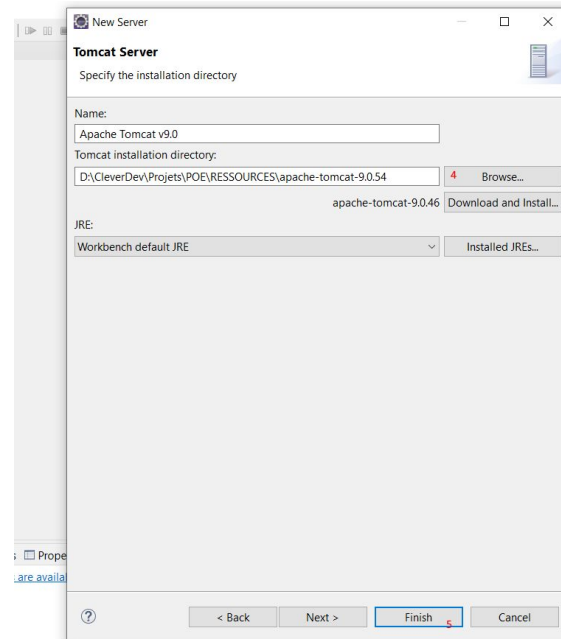 New Server
Tomcat Server
Specify the installation directory
Name:
Apache Tomcat v9.0
Tomcat installation directory:
D:\CleverDev\Projets\POE\RESSOURCES\apache-tomcat-9.0.54 4 Browse...
apache-tomcat-9.0.46 Download and Install...
JRE:
Workbench default JRE Installed JREs...
s Prope
are availal
? < Back Next > Finish 5 Cancel